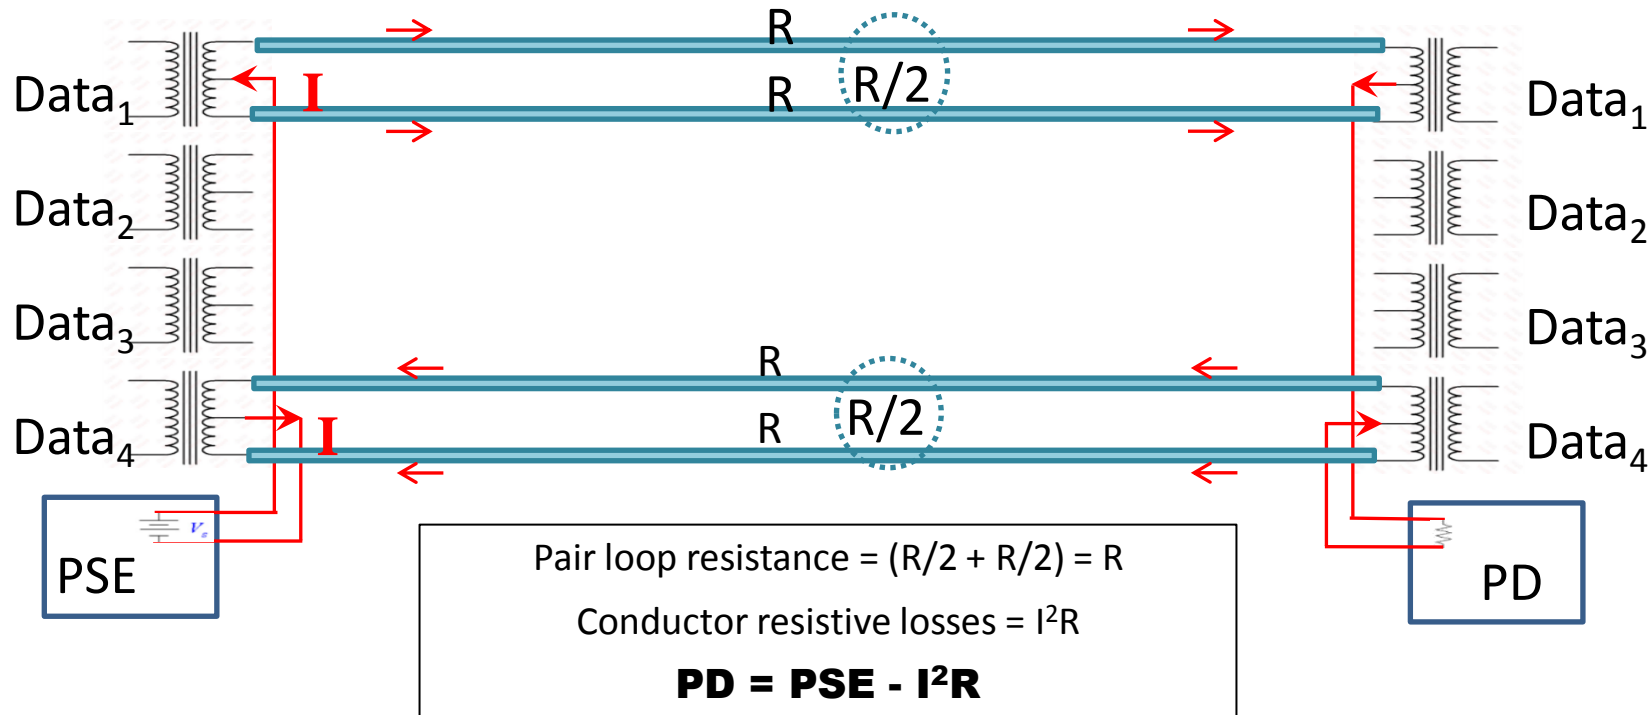 R
R/2
R
Data₁
I
Data₁
Data₂
Data₂
Data₃
Data₃
R
R/2
R
Data₄
I
Data₄
Vs
PSE
PD
Pair loop resistance = (R/2 + R/2) = R
Conductor resistive losses = I²R
PD = PSE - I²R